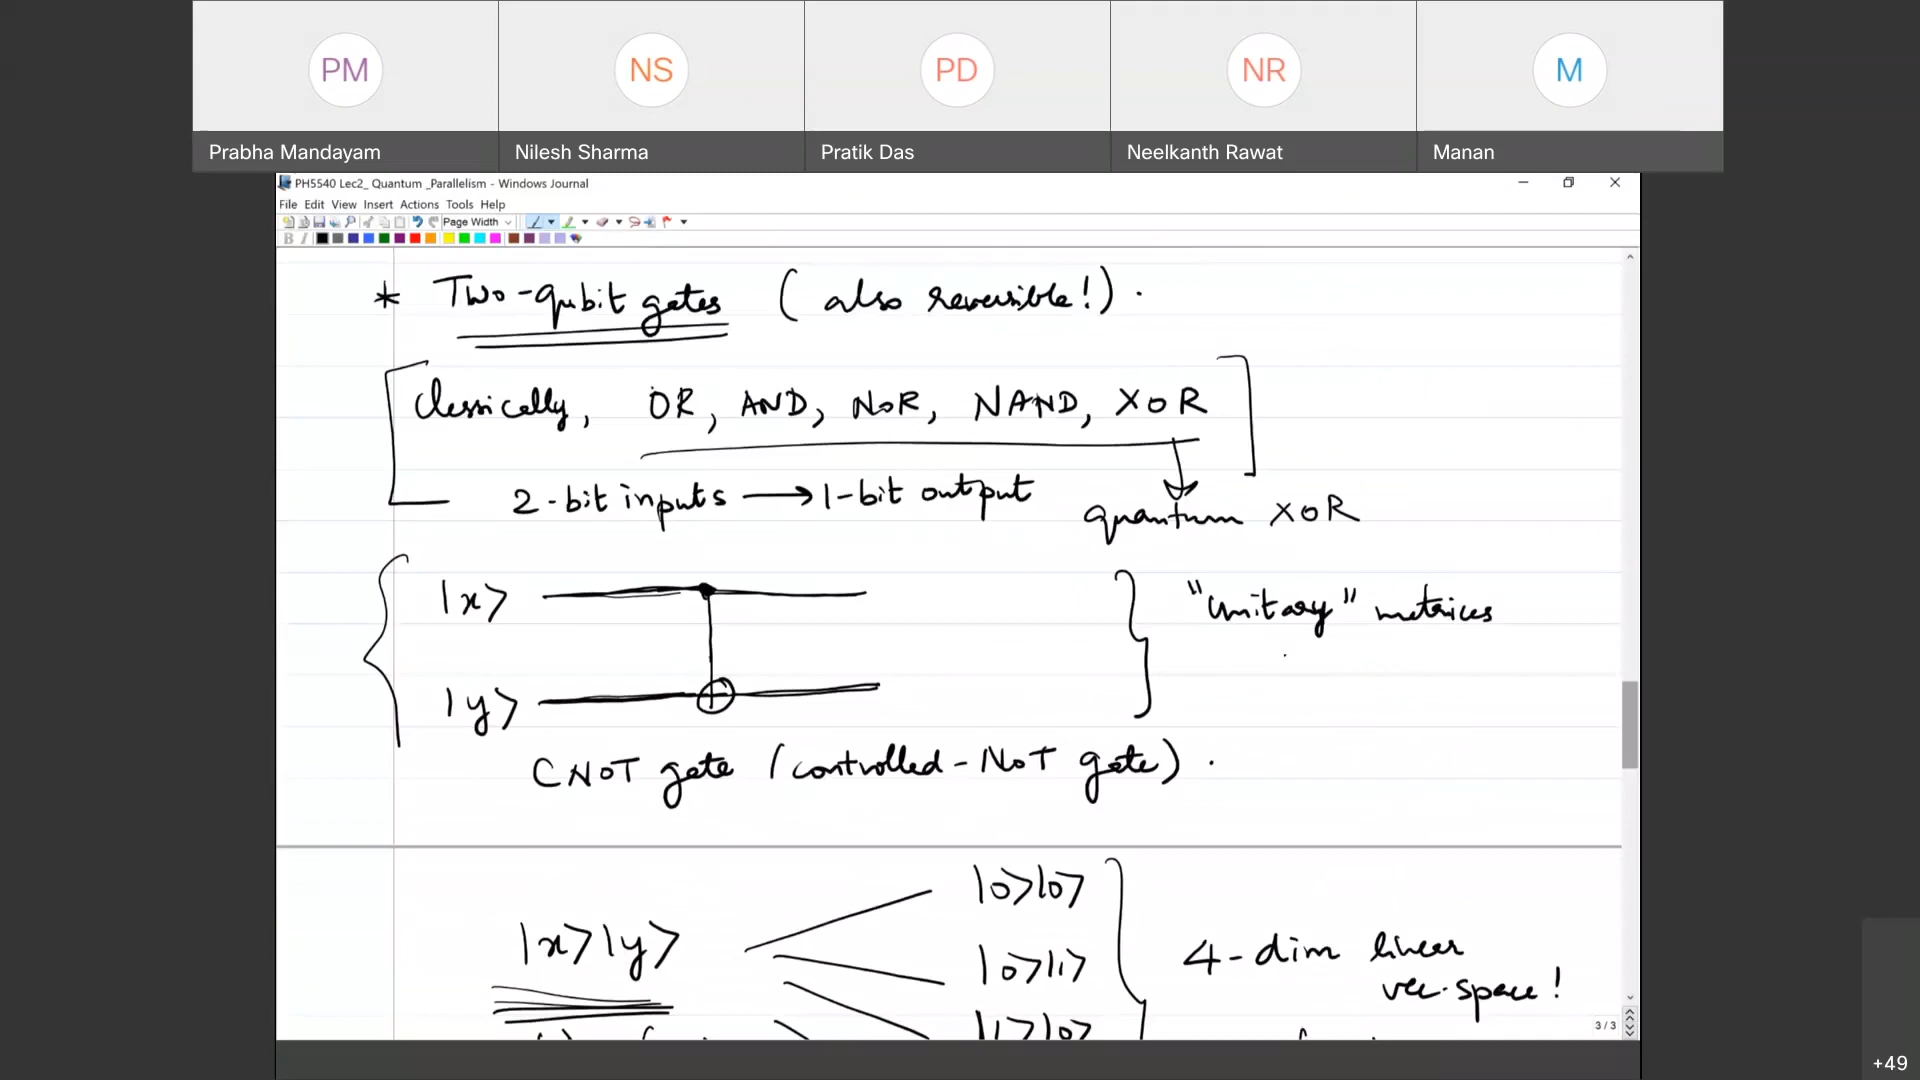 PM NS PD NR M
Prabha Mandayam Nilesh Sharma Pratik Das Neelkanth Rawat Manan
PH5540 Lec2_ Quantum _Parallelism - Windows Journal
File Edit View Insert Actions Tools Help
Page Width
B I
* Two-qubit gates ( also reversible! ) .
Classically, OR, AND, NOR, NAND, XOR
2-bit inputs → 1-bit output
quantum XOR
|x>
"Unitary" matrices
|y>
CNOT gate (controlled-NOT gate) .
|0>|0>
|x>|y>
|0>|1>
4-dim linear
vec. space!
|1>|0>
3 / 3
+49